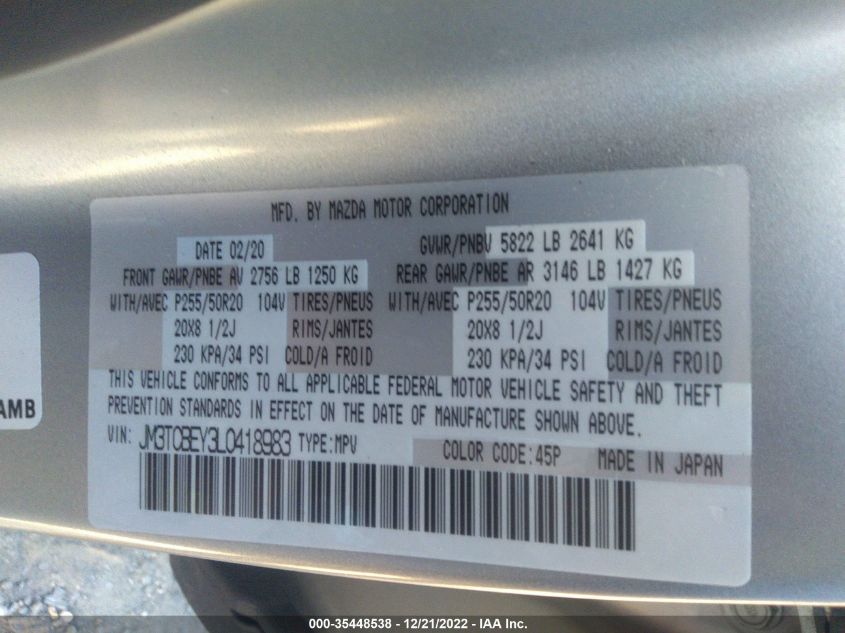 MFD. BY MAZDA MOTOR CORPORATION
DATE 02/20 GVWR/PNBV 5822 LB 2641 KG
FRONT GAWR/PNBE AV 2756 LB 1250 KG REAR GAWR/PNBE AR 3146 LB 1427 KG
WITH/AVEC P255/50R20 104V TIRES/PNEUS WITH/AVEC P255/50R20 104V TIRES/PNEUS
20X8 1/2J RIMS/JANTES 20X8 1/2J RIMS/JANTES
230 KPA/34 PSI COLD/A FROID 230 KPA/34 PSI COLD/A FROID
THIS VEHICLE CONFORMS TO ALL APPLICABLE FEDERAL MOTOR VEHICLE SAFETY AND THEFT
PREVENTION STANDARDS IN EFFECT ON THE DATE OF MANUFACTURE SHOWN ABOVE.
VIN: JM3TCBEY3L0418983 TYPE:MPV COLOR CODE:45P MADE IN JAPAN
AMB
000-35448538 - 12/21/2022 - IAA Inc.